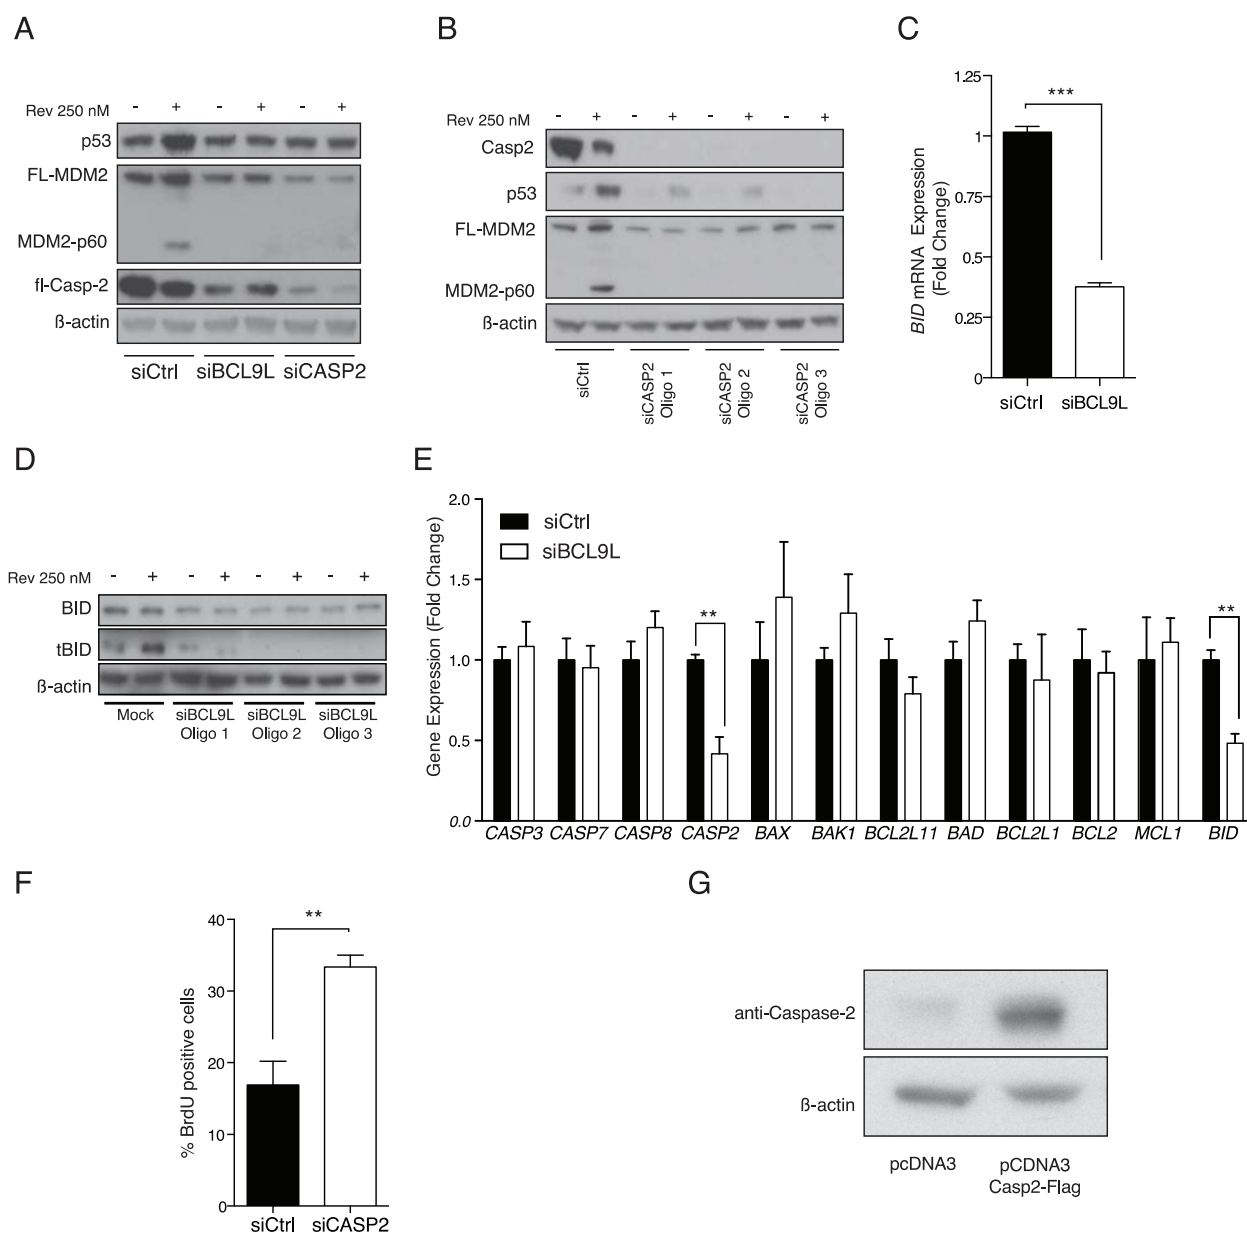 A
Rev 250 nM - + - + - +
p53
FL-MDM2
MDM2-p60
fl-Casp-2
ß-actin
siCtrl siBCL9L siCASP2
B
Rev 250 nM - + - + - + - +
Casp2
p53
FL-MDM2
MDM2-p60
ß-actin
siCtrl
siCASP2
Oligo 1
siCASP2
Oligo 2
siCASP2
Oligo 3
C
BID mRNA Expression
(Fold Change)
1.25
1
0.75
0.5
0.25
0
***
siCtrl siBCL9L
D
Rev 250 nM - + - + - + - +
BID
tBID
ß-actin
Mock siBCL9L siBCL9L siBCL9L
Oligo 1 Oligo 2 Oligo 3
E
Gene Expression (Fold Change)
2.0
1.5
1.0
0.5
0.0
siCtrl
siBCL9L
**
**
CASP3 CASP7 CASP8 CASP2 BAX BAK1 BCL2L11 BAD BCL2L1 BCL2 MCL1 BID
F
% BrdU positive cells
40
30
20
10
0
**
siCtrl siCASP2
G
anti-Caspase-2
ß-actin
pcDNA3 pCDNA3
Casp2-Flag